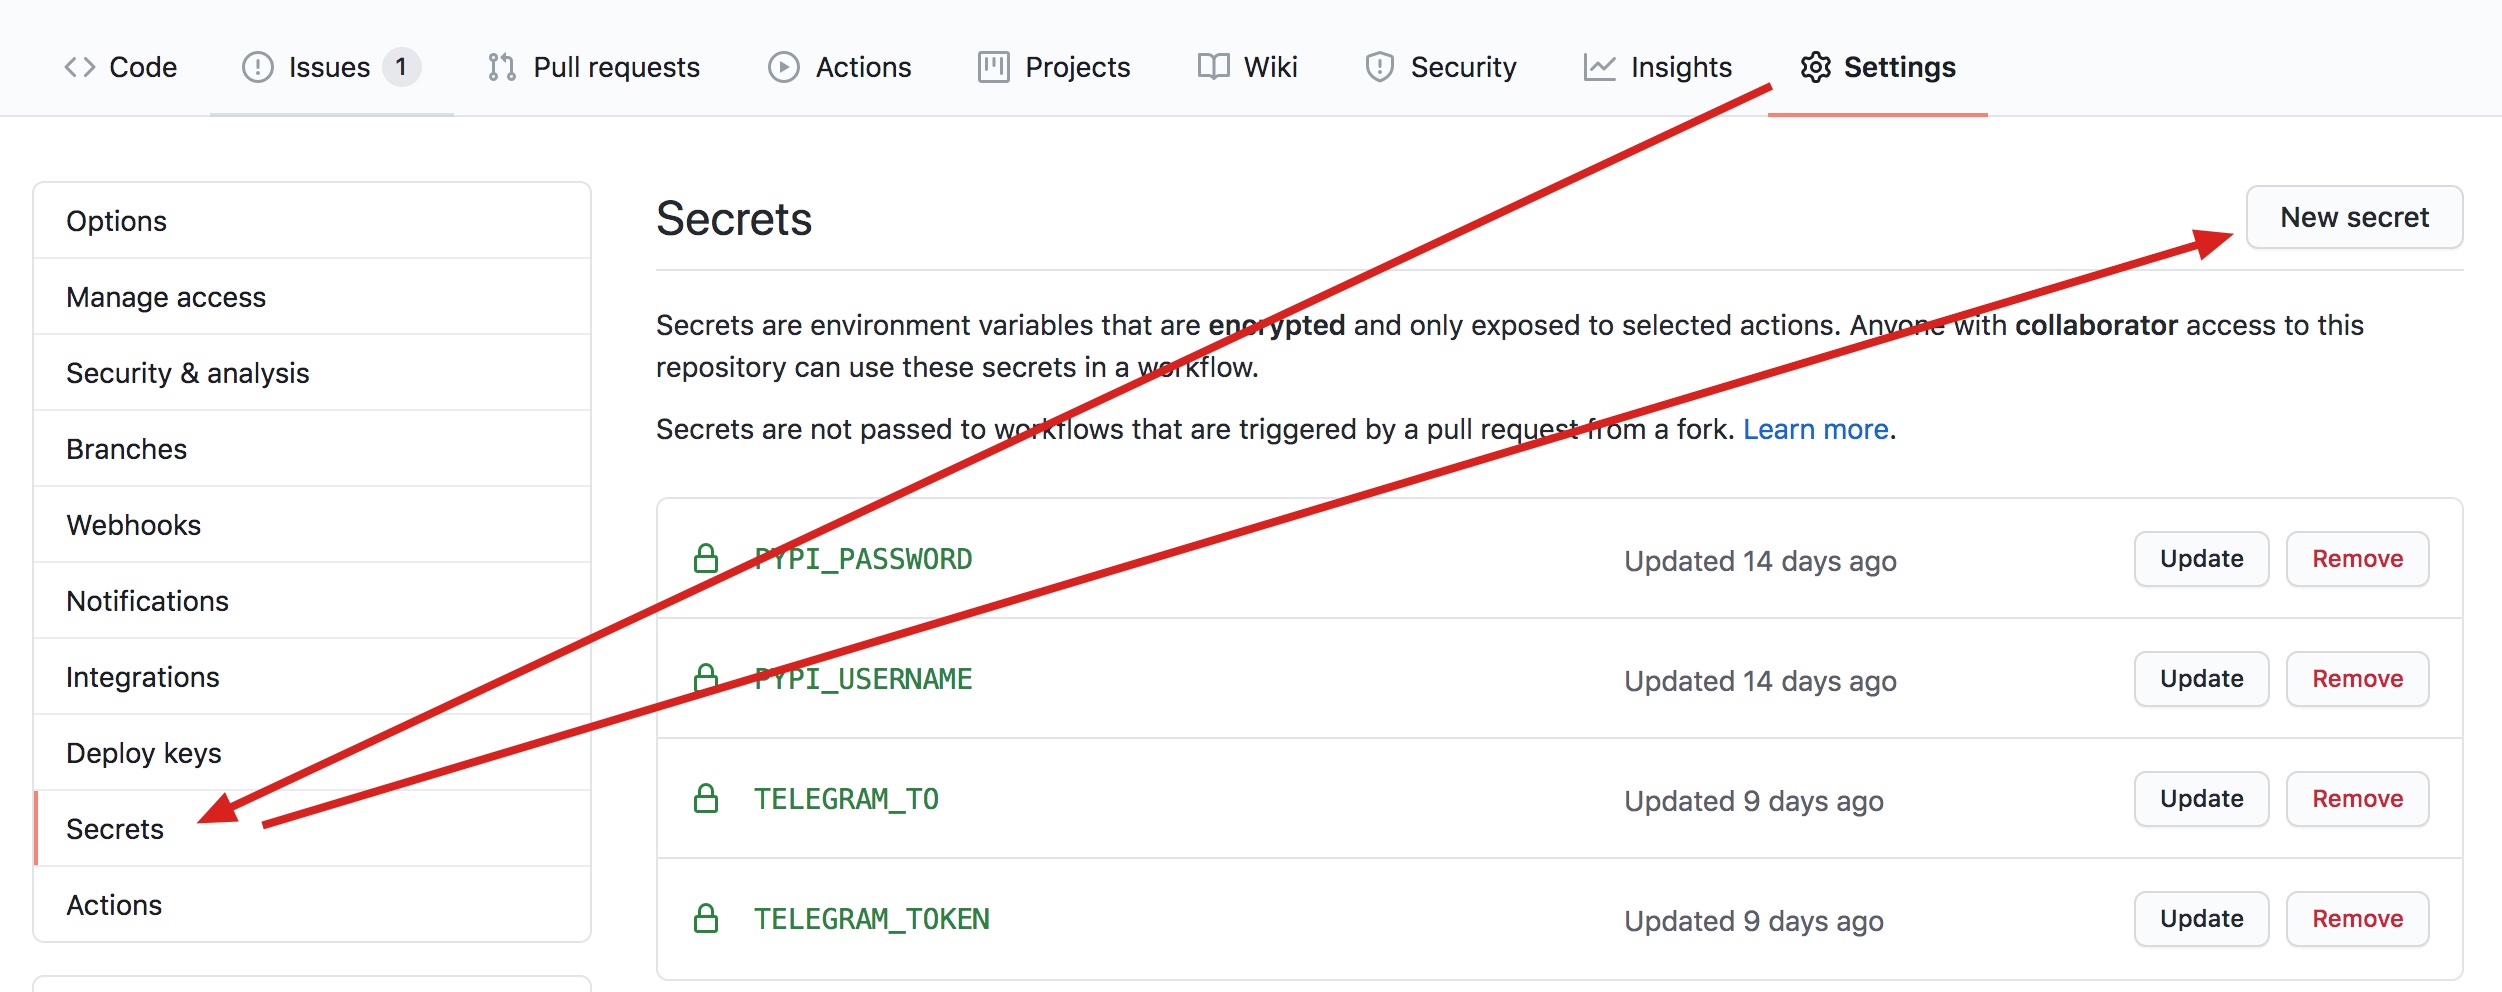 Code Issues 1 Pull requests Actions Projects Wiki Security Insights Settings
Options
Manage access
Security & analysis
Branches
Webhooks
Notifications
Integrations
Deploy keys
Secrets
Actions
Secrets
New secret
Secrets are environment variables that are encrypted and only exposed to selected actions. Anyone with collaborator access to this
repository can use these secrets in a workflow.
Secrets are not passed to workflows that are triggered by a pull request from a fork. Learn more.
PYPI_PASSWORD Updated 14 days ago Update Remove
PYPI_USERNAME Updated 14 days ago Update Remove
TELEGRAM_TO Updated 9 days ago Update Remove
TELEGRAM_TOKEN Updated 9 days ago Update Remove